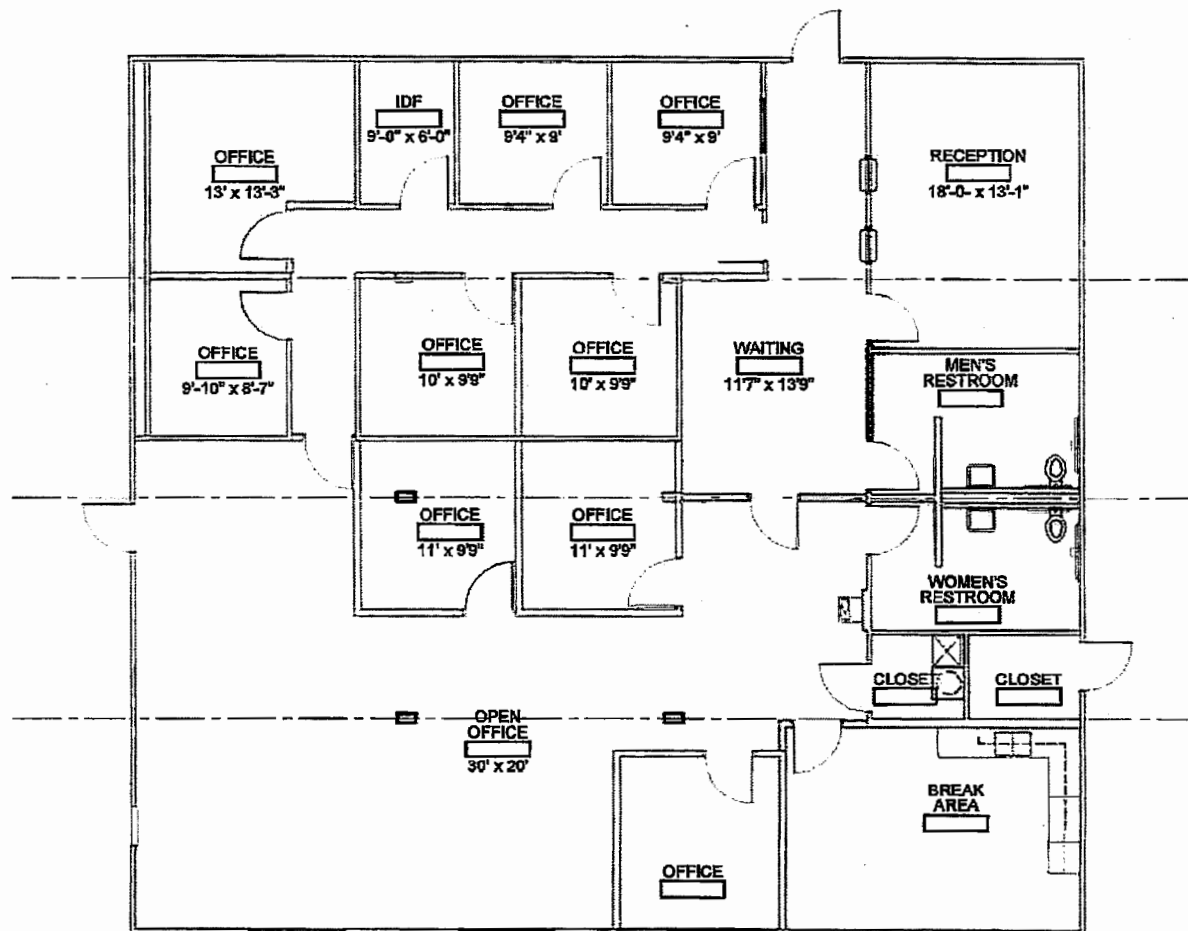 IDF
9'-0" x 6'-0"
OFFICE
9'4" x 9'
OFFICE
9'4" x 9'
OFFICE
13' x 13'-3"
RECEPTION
18'-0- x 13'-1"
OFFICE
9'-10" x 8'-7"
OFFICE
10' x 9'9"
OFFICE
10' x 9'9"
WAITING
11'7" x 13'9"
MEN'S
RESTROOM
OFFICE
11' x 9'9"
OFFICE
11' x 9'9"
WOMEN'S
RESTROOM
CLOSET
CLOSET
OPEN
OFFICE
30' x 20'
BREAK
AREA
OFFICE